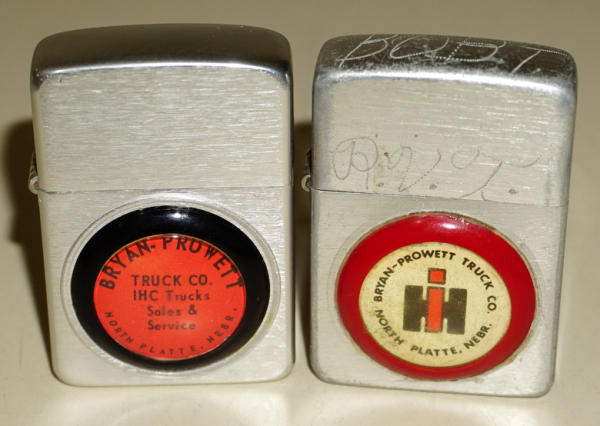 BRYAN-PROWETT
TRUCK CO.
IHC Trucks
Sales &
Service
NORTH PLATTE, NEBR.
BRYAN-PROWETT TRUCK CO.
IH
NORTH PLATTE, NEBR.